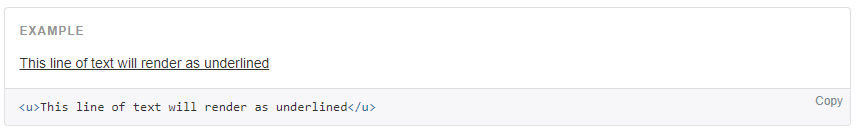 EXAMPLE
This line of text will render as underlined
Copy
<u>This line of text will render as underlined</u>